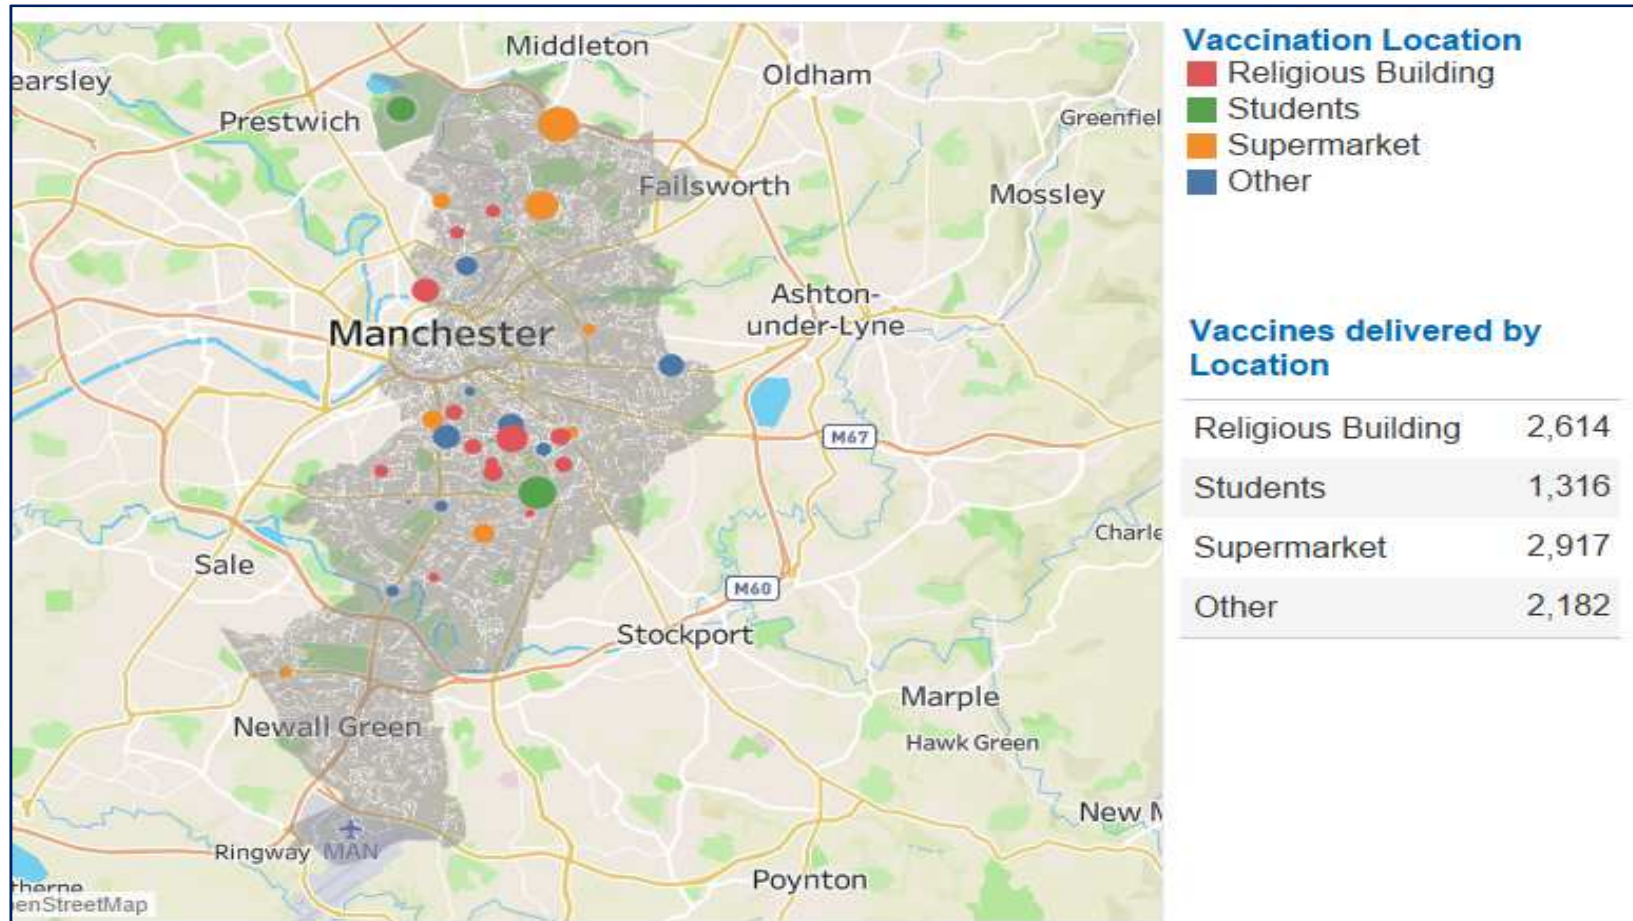 Middleton
earsley
Oldham
Prestwich
Greenfiel
Failsworth
Mossley
Ashton-
under-Lyne
Manchester
M67
Sale
Charle
M60
Stockport
Marple
Newall Green
Hawk Green
New M
Ringway MAN
Poynton
therne
enStreetMap
Vaccination Location
Religious Building
Students
Supermarket
Other
Vaccines delivered by
Location
Religious Building 2,614
Students 1,316
Supermarket 2,917
Other 2,182